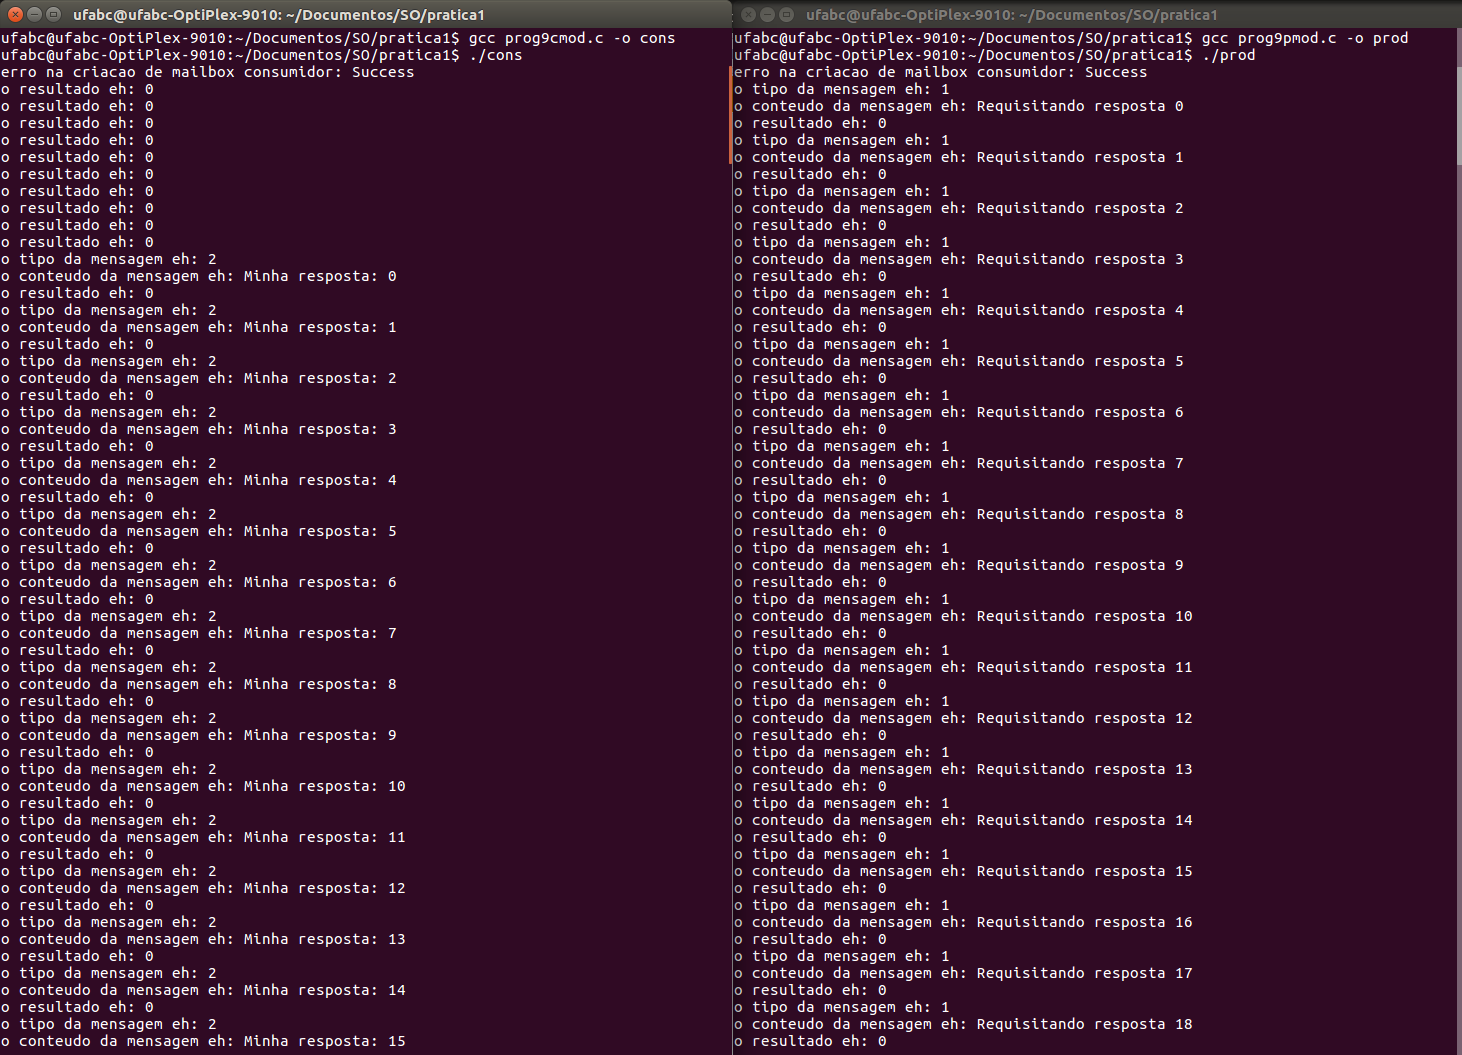 ufabc@ufabc-OptiPlex-9010: ~/Documentos/SO/pratica1
ufabc@ufabc-OptiPlex-9010:~/Documentos/SO/pratica1$ gcc prog9cmod.c -o cons
ufabc@ufabc-OptiPlex-9010:~/Documentos/SO/pratica1$ ./cons
erro na criacao de mailbox consumidor: Success
o resultado eh: 0
o resultado eh: 0
o resultado eh: 0
o resultado eh: 0
o resultado eh: 0
o resultado eh: 0
o resultado eh: 0
o resultado eh: 0
o resultado eh: 0
o resultado eh: 0
o tipo da mensagem eh: 2
o conteudo da mensagem eh: Minha resposta: 0
o resultado eh: 0
o tipo da mensagem eh: 2
o conteudo da mensagem eh: Minha resposta: 1
o resultado eh: 0
o tipo da mensagem eh: 2
o conteudo da mensagem eh: Minha resposta: 2
o resultado eh: 0
o tipo da mensagem eh: 2
o conteudo da mensagem eh: Minha resposta: 3
o resultado eh: 0
o tipo da mensagem eh: 2
o conteudo da mensagem eh: Minha resposta: 4
o resultado eh: 0
o tipo da mensagem eh: 2
o conteudo da mensagem eh: Minha resposta: 5
o resultado eh: 0
o tipo da mensagem eh: 2
o conteudo da mensagem eh: Minha resposta: 6
o resultado eh: 0
o tipo da mensagem eh: 2
o conteudo da mensagem eh: Minha resposta: 7
o resultado eh: 0
o tipo da mensagem eh: 2
o conteudo da mensagem eh: Minha resposta: 8
o resultado eh: 0
o tipo da mensagem eh: 2
o conteudo da mensagem eh: Minha resposta: 9
o resultado eh: 0
o tipo da mensagem eh: 2
o conteudo da mensagem eh: Minha resposta: 10
o resultado eh: 0
o tipo da mensagem eh: 2
o conteudo da mensagem eh: Minha resposta: 11
o resultado eh: 0
o tipo da mensagem eh: 2
o conteudo da mensagem eh: Minha resposta: 12
o resultado eh: 0
o tipo da mensagem eh: 2
o conteudo da mensagem eh: Minha resposta: 13
o resultado eh: 0
o tipo da mensagem eh: 2
o conteudo da mensagem eh: Minha resposta: 14
o resultado eh: 0
o tipo da mensagem eh: 2
o conteudo da mensagem eh: Minha resposta: 15
ufabc@ufabc-OptiPlex-9010: ~/Documentos/SO/pratica1
ufabc@ufabc-OptiPlex-9010:~/Documentos/SO/pratica1$ gcc prog9pmod.c -o prod
ufabc@ufabc-OptiPlex-9010:~/Documentos/SO/pratica1$ ./prod
erro na criacao de mailbox consumidor: Success
o tipo da mensagem eh: 1
o conteudo da mensagem eh: Requisitando resposta 0
o resultado eh: 0
o tipo da mensagem eh: 1
o conteudo da mensagem eh: Requisitando resposta 1
o resultado eh: 0
o tipo da mensagem eh: 1
o conteudo da mensagem eh: Requisitando resposta 2
o resultado eh: 0
o tipo da mensagem eh: 1
o conteudo da mensagem eh: Requisitando resposta 3
o resultado eh: 0
o tipo da mensagem eh: 1
o conteudo da mensagem eh: Requisitando resposta 4
o resultado eh: 0
o tipo da mensagem eh: 1
o conteudo da mensagem eh: Requisitando resposta 5
o resultado eh: 0
o tipo da mensagem eh: 1
o conteudo da mensagem eh: Requisitando resposta 6
o resultado eh: 0
o tipo da mensagem eh: 1
o conteudo da mensagem eh: Requisitando resposta 7
o resultado eh: 0
o tipo da mensagem eh: 1
o conteudo da mensagem eh: Requisitando resposta 8
o resultado eh: 0
o tipo da mensagem eh: 1
o conteudo da mensagem eh: Requisitando resposta 9
o resultado eh: 0
o tipo da mensagem eh: 1
o conteudo da mensagem eh: Requisitando resposta 10
o resultado eh: 0
o tipo da mensagem eh: 1
o conteudo da mensagem eh: Requisitando resposta 11
o resultado eh: 0
o tipo da mensagem eh: 1
o conteudo da mensagem eh: Requisitando resposta 12
o resultado eh: 0
o tipo da mensagem eh: 1
o conteudo da mensagem eh: Requisitando resposta 13
o resultado eh: 0
o tipo da mensagem eh: 1
o conteudo da mensagem eh: Requisitando resposta 14
o resultado eh: 0
o tipo da mensagem eh: 1
o conteudo da mensagem eh: Requisitando resposta 15
o resultado eh: 0
o tipo da mensagem eh: 1
o conteudo da mensagem eh: Requisitando resposta 16
o resultado eh: 0
o tipo da mensagem eh: 1
o conteudo da mensagem eh: Requisitando resposta 17
o resultado eh: 0
o tipo da mensagem eh: 1
o conteudo da mensagem eh: Requisitando resposta 18
o resultado eh: 0